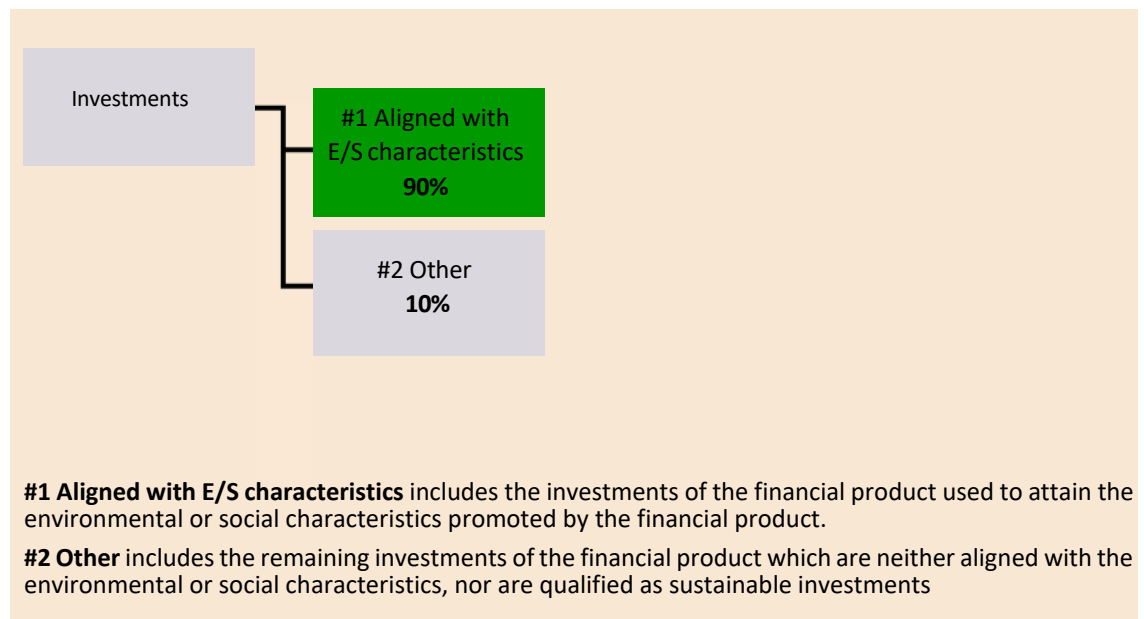 Investments
#1 Aligned with
E/S characteristics
90%
#2 Other
10%
#1 Aligned with E/S characteristics includes the investments of the financial product used to attain the
environmental or social characteristics promoted by the financial product.
#2 Other includes the remaining investments of the financial product which are neither aligned with the
environmental or social characteristics, nor are qualified as sustainable investments